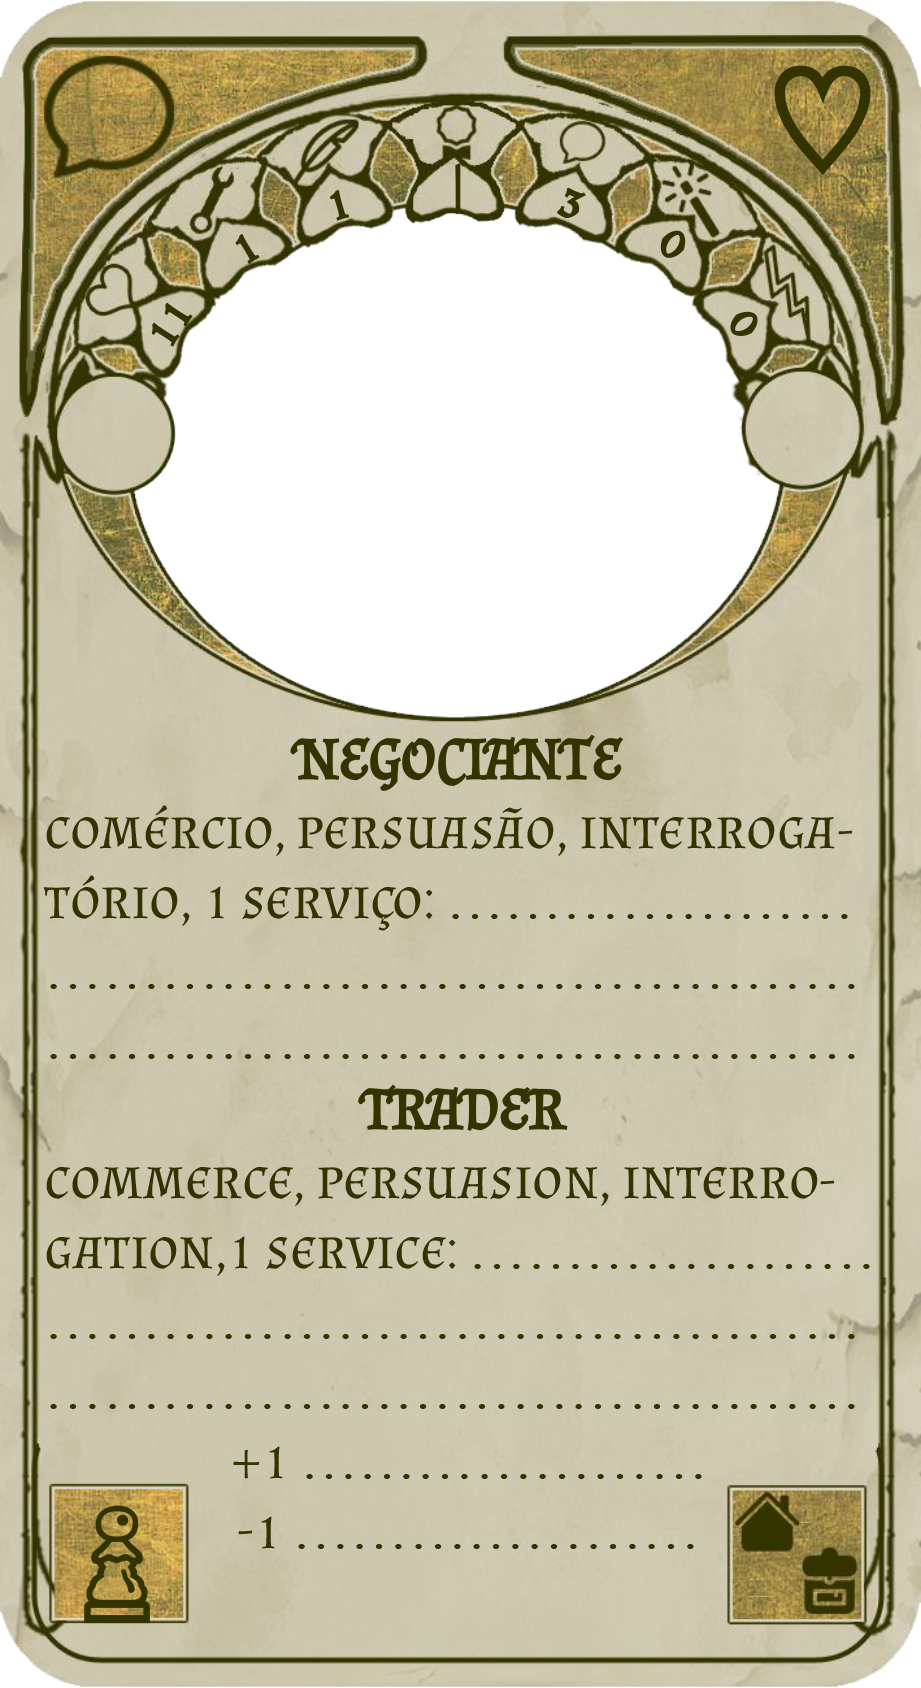 11 1 1 3 0 0
NEGOCIANTE
COMÉRCIO, PERSUASÃO, INTERROGA-
TÓRIO, 1 SERVIÇO: .....................
..........................................
..........................................
TRADER
COMMERCE, PERSUASION, INTERRO-
GATION,1 SERVICE: .....................
..........................................
..........................................
+1 .....................
-1 .....................